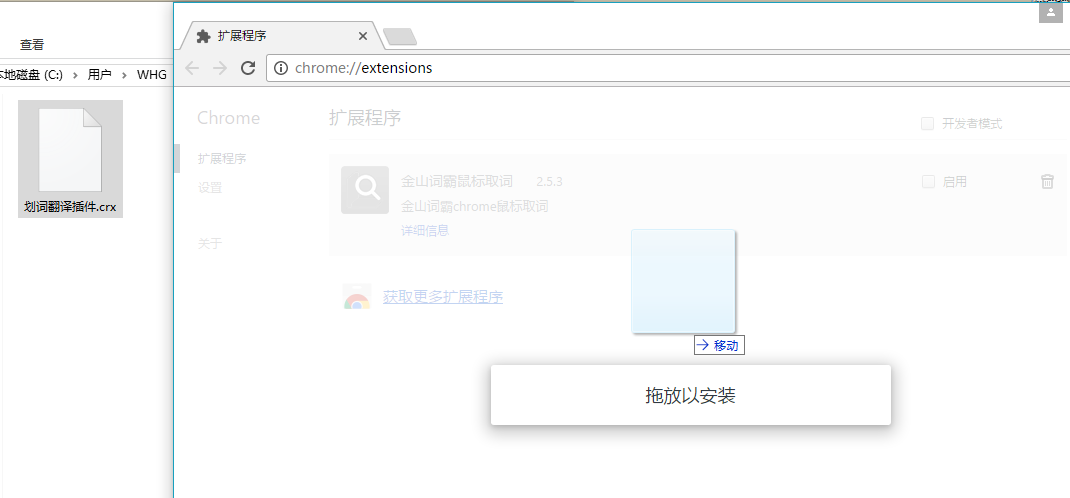 查看
本地磁盘 (C:) › 用户 › WHG
划词翻译插件.crx
扩展程序
chrome://extensions
Chrome
扩展程序
设置
关于
扩展程序
开发者模式
金山词霸鼠标取词 2.5.3
启用
金山词霸chrome鼠标取词
详细信息
获取更多扩展程序
移动
拖放以安装